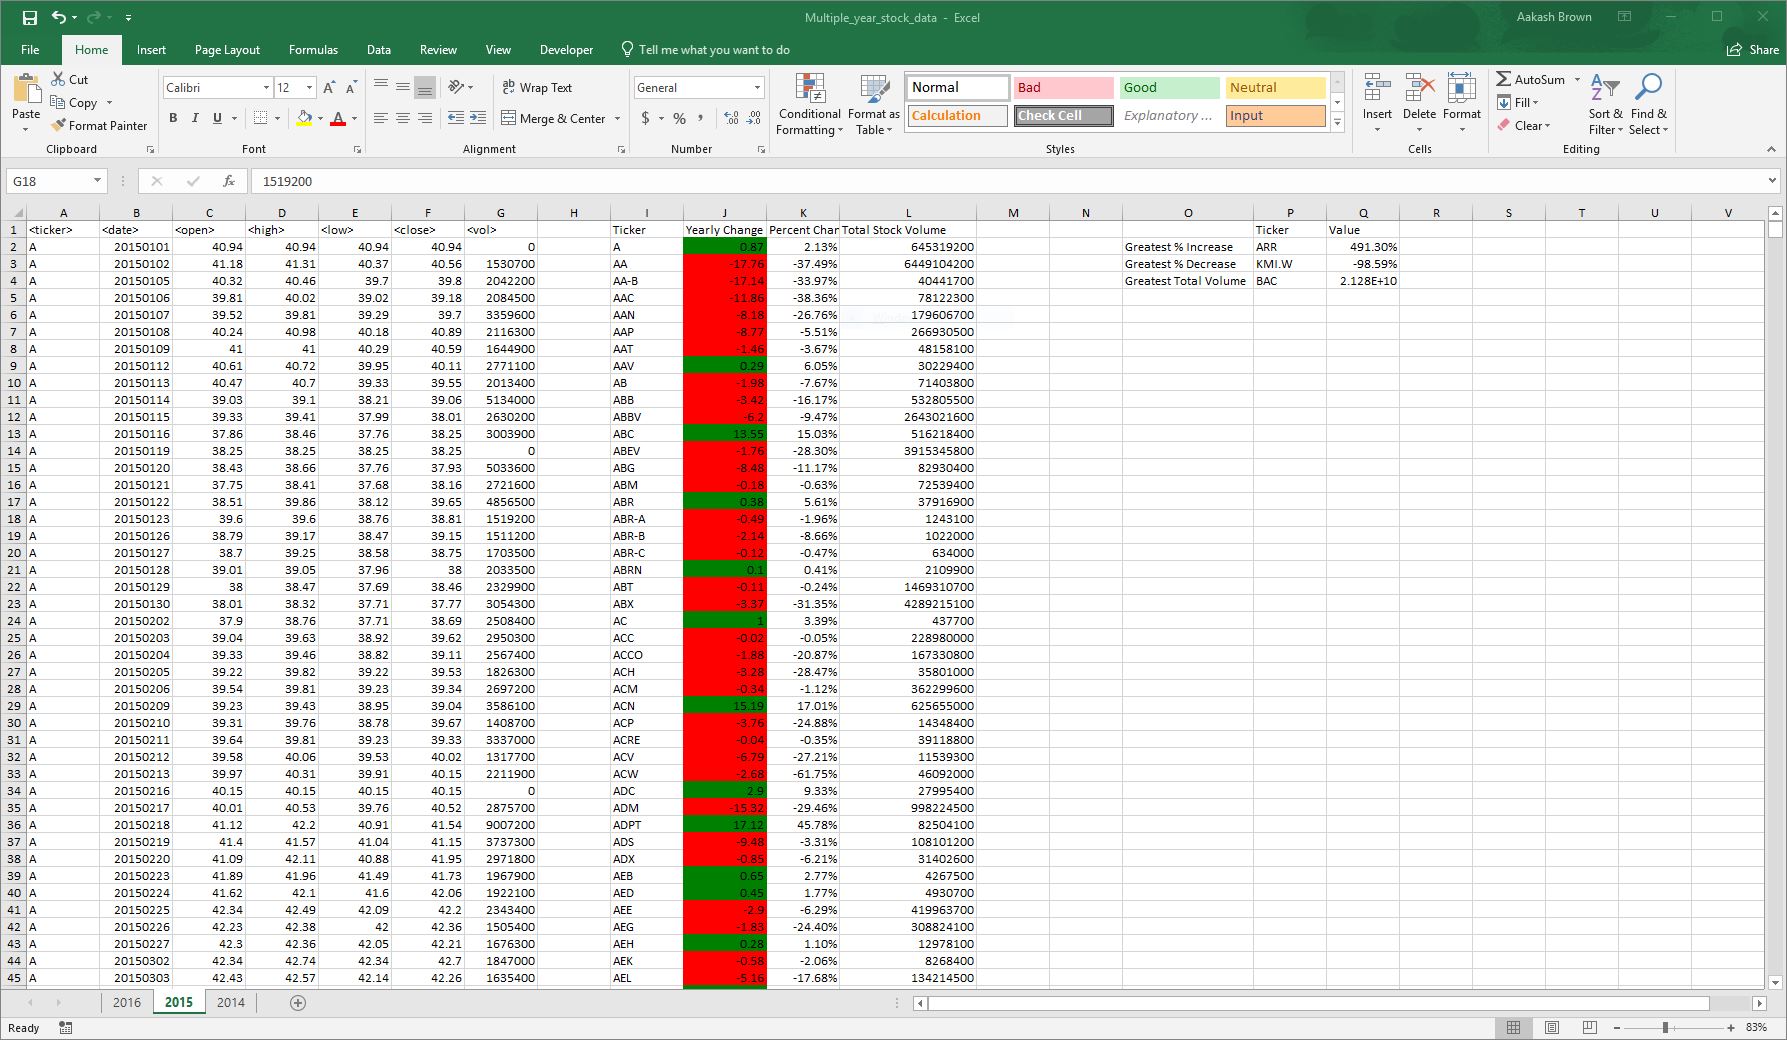 Multiple_year_stock_data - Excel
Aakash Brown
File Home Insert Page Layout Formulas Data Review View Developer Tell me what you want to do Share
Paste
Cut
Copy
Format Painter
Clipboard
Calibri 12
B I U
Font
Wrap Text
Merge & Center
Alignment
General
$ % ,
Number
Conditional Formatting
Format as Table
Normal Bad Good Neutral
Calculation Check Cell Explanatory ... Input
Styles
Insert Delete Format
Cells
AutoSum
Fill
Clear
Sort & Filter
Find & Select
Editing
G18 fx 1519200
A B C D E F G H I J K L M N O P Q R S T U V
1 <ticker> <date> <open> <high> <low> <close> <vol> Ticker Yearly Change Percent Chan Total Stock Volume Ticker Value
2 A 20150101 40.94 40.94 40.94 40.94 0 A 0.87 2.13% 645319200 Greatest % Increase ARR 491.30%
3 A 20150102 41.18 41.31 40.37 40.56 1530700 AA -17.76 -37.49% 6449104200 Greatest % Decrease KMI.W -98.59%
4 A 20150105 40.32 40.46 39.7 39.8 2042200 AA-B -17.14 -33.97% 40441700 Greatest Total Volume BAC 2.128E+10
5 A 20150106 39.81 40.02 39.02 39.18 2084500 AAC -11.86 -38.36% 78122300
6 A 20150107 39.52 39.81 39.29 39.7 3359600 AAN -8.18 -26.76% 179606700
7 A 20150108 40.24 40.98 40.18 40.89 2116300 AAP -8.77 -5.51% 266930500
8 A 20150109 41 41 40.29 40.59 1644900 AAT -1.46 -3.67% 48158100
9 A 20150112 40.61 40.72 39.95 40.11 2771100 AAV 0.29 6.05% 30229400
10 A 20150113 40.47 40.7 39.33 39.55 2013400 AB -1.98 -7.67% 71403800
11 A 20150114 39.03 39.1 38.21 39.06 5134000 ABB -3.42 -16.17% 532805500
12 A 20150115 39.33 39.41 37.99 38.01 2630200 ABBV -6.2 -9.47% 2643021600
13 A 20150116 37.86 38.46 37.76 38.25 3003900 ABC 13.55 15.03% 516218400
14 A 20150119 38.25 38.25 38.25 38.25 0 ABEV -1.76 -28.30% 3915345800
15 A 20150120 38.43 38.66 37.76 37.93 5033600 ABG -8.48 -11.17% 82930400
16 A 20150121 37.75 38.41 37.68 38.16 2721600 ABM -0.18 -0.63% 72539400
17 A 20150122 38.51 39.86 38.12 39.65 4856500 ABR 0.38 5.61% 37916900
18 A 20150123 39.6 39.6 38.76 38.81 1519200 ABR-A -0.49 -1.96% 1243100
19 A 20150126 38.79 39.17 38.47 39.15 1511200 ABR-B -2.14 -8.66% 1022000
20 A 20150127 38.7 39.25 38.58 38.75 1703500 ABR-C -0.12 -0.47% 634000
21 A 20150128 39.01 39.05 37.96 38 2033500 ABRN 0.1 0.41% 2109900
22 A 20150129 38 38.47 37.69 38.46 2329900 ABT -0.11 -0.24% 1469310700
23 A 20150130 38.01 38.32 37.71 37.77 3054300 ABX -3.37 -31.35% 4289215100
24 A 20150202 37.9 38.76 37.71 38.69 2508400 AC 1 3.39% 437700
25 A 20150203 39.04 39.63 38.92 39.62 2950300 ACC -0.02 -0.05% 228980000
26 A 20150204 39.33 39.46 38.82 39.11 2567400 ACCO -1.88 -20.87% 167330800
27 A 20150205 39.22 39.82 39.22 39.53 1826300 ACH -3.28 -28.47% 35801000
28 A 20150206 39.54 39.81 39.23 39.34 2697200 ACM -0.34 -1.12% 362299600
29 A 20150209 39.23 39.43 38.95 39.04 3586100 ACN 15.19 17.01% 625655000
30 A 20150210 39.31 39.76 38.78 39.67 1408700 ACP -3.76 -24.88% 14348400
31 A 20150211 39.64 39.81 39.23 39.33 3337000 ACRE -0.04 -0.35% 39118800
32 A 20150212 39.58 40.06 39.53 40.02 1317700 ACV -6.79 -27.21% 11539300
33 A 20150213 39.97 40.31 39.91 40.15 2211900 ACW -2.68 -61.75% 46092000
34 A 20150216 40.15 40.15 40.15 40.15 0 ADC 2.9 9.33% 27995400
35 A 20150217 40.01 40.53 39.76 40.52 2875700 ADM -15.32 -29.46% 998224500
36 A 20150218 41.12 42.2 40.91 41.54 9007200 ADPT 17.12 45.78% 82504100
37 A 20150219 41.4 41.57 41.04 41.15 3737300 ADS -9.48 -3.31% 108101200
38 A 20150220 41.09 42.11 40.88 41.95 2971800 ADX -0.85 -6.21% 31402600
39 A 20150223 41.89 41.96 41.49 41.73 1967900 AEB 0.65 2.77% 4267500
40 A 20150224 41.62 42.1 41.6 42.06 1922100 AED 0.45 1.77% 4930700
41 A 20150225 42.34 42.49 42.09 42.2 2343400 AEE -2.9 -6.29% 419963700
42 A 20150226 42.23 42.38 42 42.36 1505400 AEG -1.83 -24.40% 308824100
43 A 20150227 42.3 42.36 42.05 42.21 1676300 AEH 0.28 1.10% 12978100
44 A 20150302 42.34 42.74 42.34 42.7 1847000 AEK -0.58 -2.06% 8268400
45 A 20150303 42.43 42.57 42.14 42.26 1635400 AEL -5.16 -17.68% 134214500
2016 2015 2014
Ready 83%